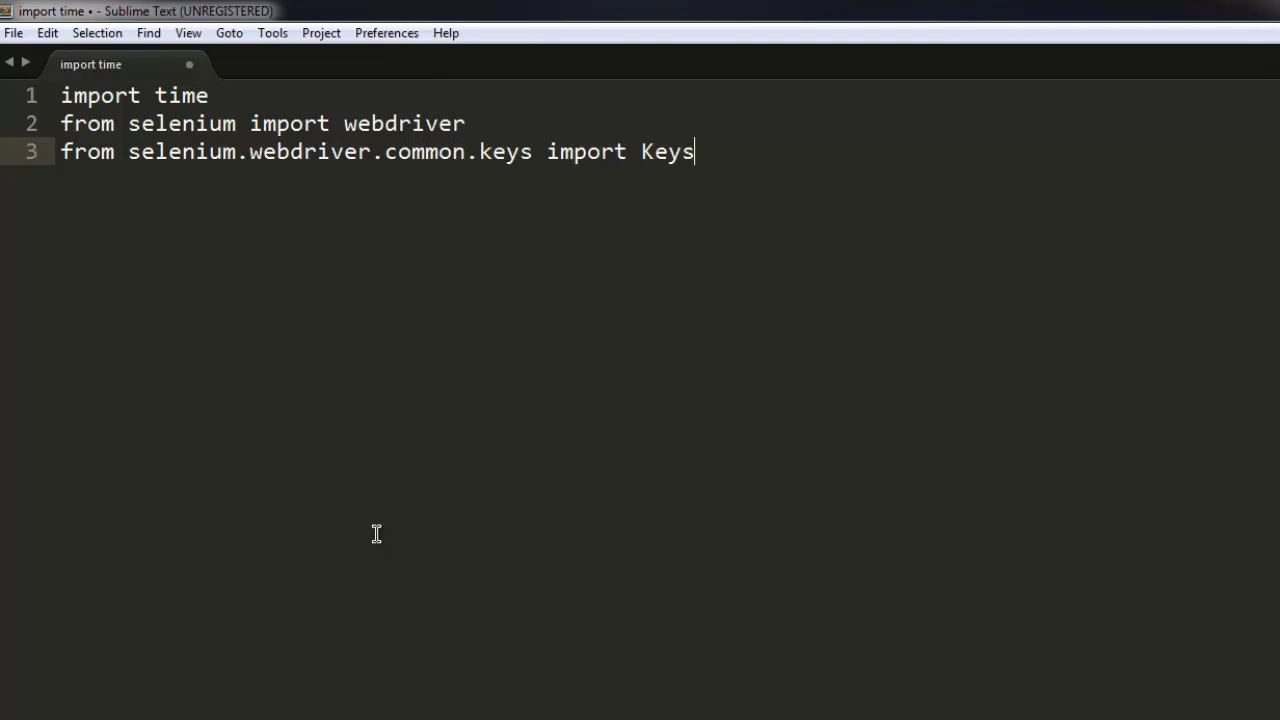 import time • - Sublime Text (UNREGISTERED)
File Edit Selection Find View Goto Tools Project Preferences Help
import time
1 import time
2 from selenium import webdriver
3 from selenium.webdriver.common.keys import Keys